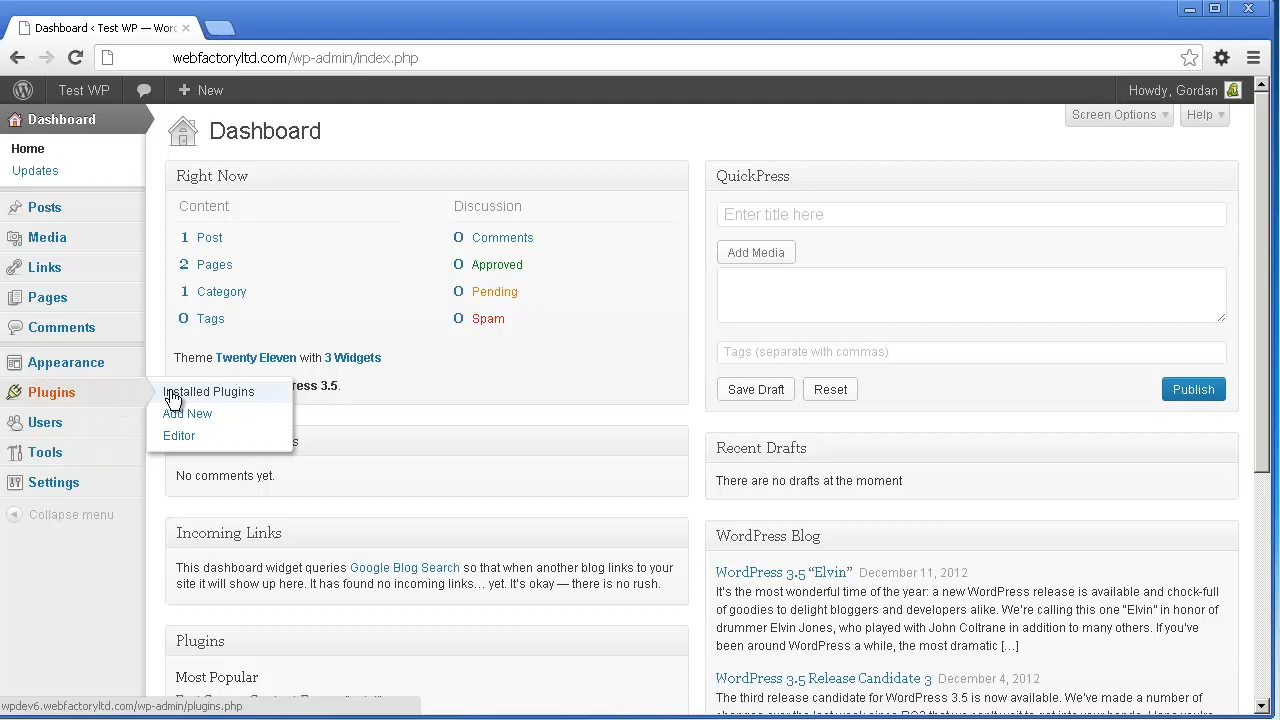 Dashboard ‹ Test WP — Wor
webfactoryltd.com/wp-admin/index.php
Test WP
New
Howdy, Gordan
Dashboard
Home
Updates
Posts
Media
Links
Pages
Comments
Appearance
Plugins
Users
Tools
Settings
Collapse menu
Installed Plugins
Add New
Editor
Screen Options
Help
Dashboard
Right Now
Content
Discussion
1 Post
0 Comments
2 Pages
0 Approved
1 Category
0 Pending
0 Tags
0 Spam
Theme Twenty Eleven with 3 Widgets
ress 3.5.
s
No comments yet.
Incoming Links
This dashboard widget queries Google Blog Search so that when another blog links to your
site it will show up here. It has found no incoming links… yet. It's okay — there is no rush.
Plugins
Most Popular
QuickPress
Enter title here
Add Media
Tags (separate with commas)
Save Draft
Reset
Publish
Recent Drafts
There are no drafts at the moment
WordPress Blog
WordPress 3.5 “Elvin” December 11, 2012
It's the most wonderful time of the year: a new WordPress release is available and chock-full
of goodies to delight bloggers and developers alike. We're calling this one "Elvin" in honor of
drummer Elvin Jones, who played with John Coltrane in addition to many others. If you've
been around WordPress a while, the most dramatic [...]
WordPress 3.5 Release Candidate 3 December 4, 2012
The third release candidate for WordPress 3.5 is now available. We've made a number of
wpdev6.webfactoryltd.com/wp-admin/plugins.php